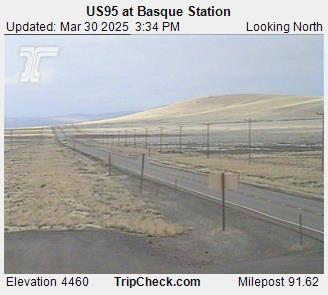 US95 at Basque Station
Updated: Mar 30 2025 3:34 PM Looking North
Elevation 4460 TripCheck.com Milepost 91.62